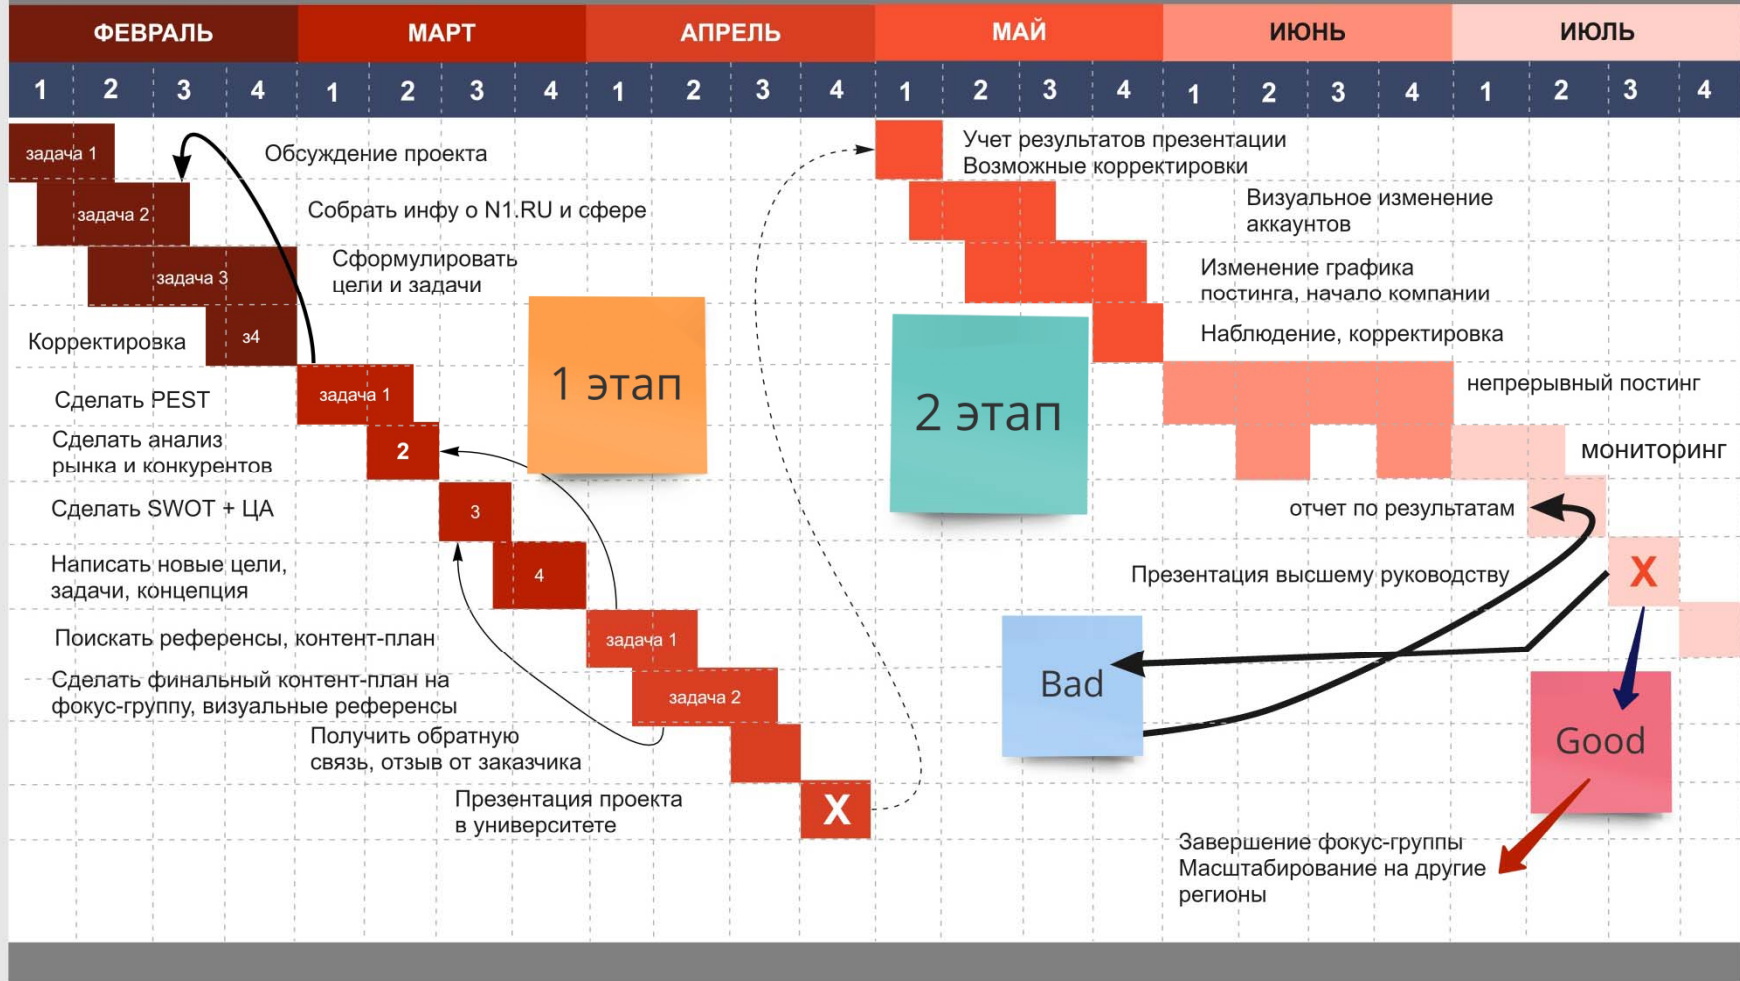 ФЕВРАЛЬ МАРТ АПРЕЛЬ МАЙ ИЮНЬ ИЮЛЬ
1 2 3 4 1 2 3 4 1 2 3 4 1 2 3 4 1 2 3 4 1 2 3 4
задача 1
Обсуждение проекта
задача 2
Собрать инфу о N1.RU и сфере
задача 3
Сформулировать
цели и задачи
Корректировка
з4
Сделать PEST
задача 1
Сделать анализ
рынка и конкурентов
2
Сделать SWOT + ЦА
3
Написать новые цели,
задачи, концепция
4
Поискать референсы, контент-план
задача 1
Сделать финальный контент-план на
фокус-группу, визуальные референсы
задача 2
Получить обратную
связь, отзыв от заказчика
Презентация проекта
в университете
X
1 этап
Учет результатов презентации
Возможные корректировки
Визуальное изменение
аккаунтов
Изменение графика
постинга, начало компании
Наблюдение, корректировка
2 этап
непрерывный постинг
мониторинг
отчет по результатам
Презентация высшему руководству
X
Bad
Good
Завершение фокус-группы
Масштабирование на другие
регионы